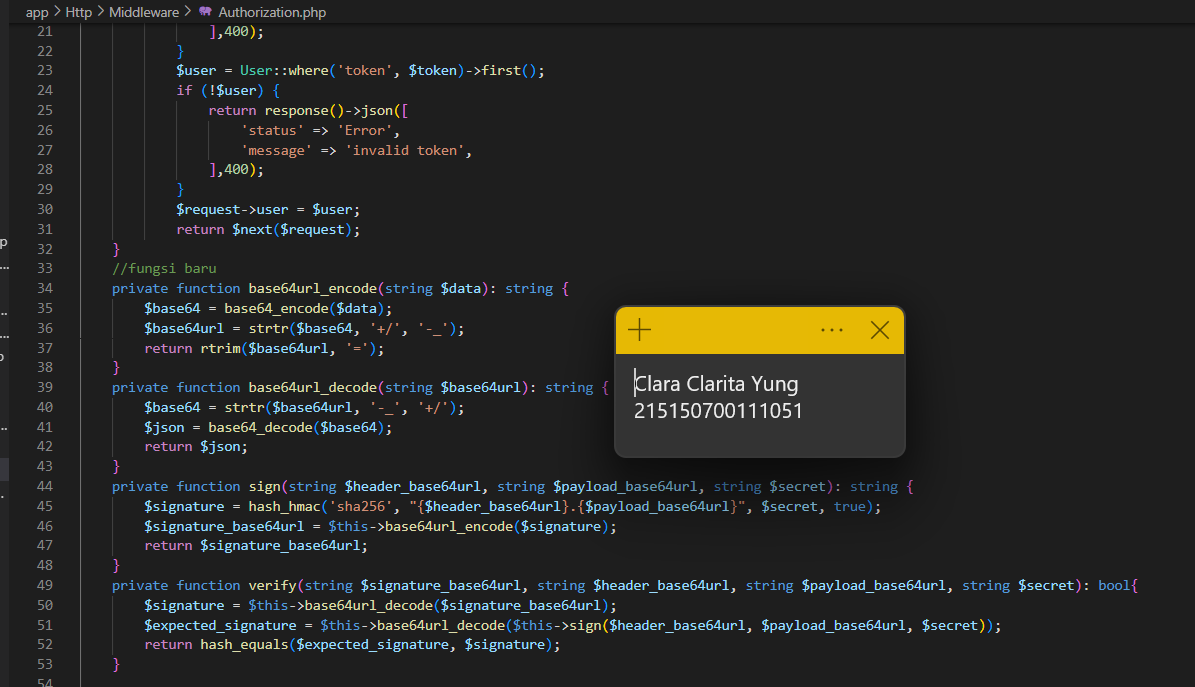 app > Http > Middleware > Authorization.php
21 ],400);
22 }
23 $user = User::where('token', $token)->first();
24 if (!$user) {
25 return response()->json([
26 'status' => 'Error',
27 'message' => 'invalid token',
28 ],400);
29 }
30 $request->user = $user;
31 return $next($request);
32 }
33 //fungsi baru
34 private function base64url_encode(string $data): string {
35 $base64 = base64_encode($data);
36 $base64url = strtr($base64, '+/', '-_');
37 return rtrim($base64url, '=');
38 }
39 private function base64url_decode(string $base64url): string {
40 $base64 = strtr($base64url, '-_', '+/');
41 $json = base64_decode($base64);
42 return $json;
43 }
44 private function sign(string $header_base64url, string $payload_base64url, string $secret): string {
45 $signature = hash_hmac('sha256', "{$header_base64url}.{$payload_base64url}", $secret, true);
46 $signature_base64url = $this->base64url_encode($signature);
47 return $signature_base64url;
48 }
49 private function verify(string $signature_base64url, string $header_base64url, string $payload_base64url, string $secret): bool{
50 $signature = $this->base64url_decode($signature_base64url);
51 $expected_signature = $this->base64url_decode($this->sign($header_base64url, $payload_base64url, $secret));
52 return hash_equals($expected_signature, $signature);
53 }
54
Clara Clarita Yung
215150700111051